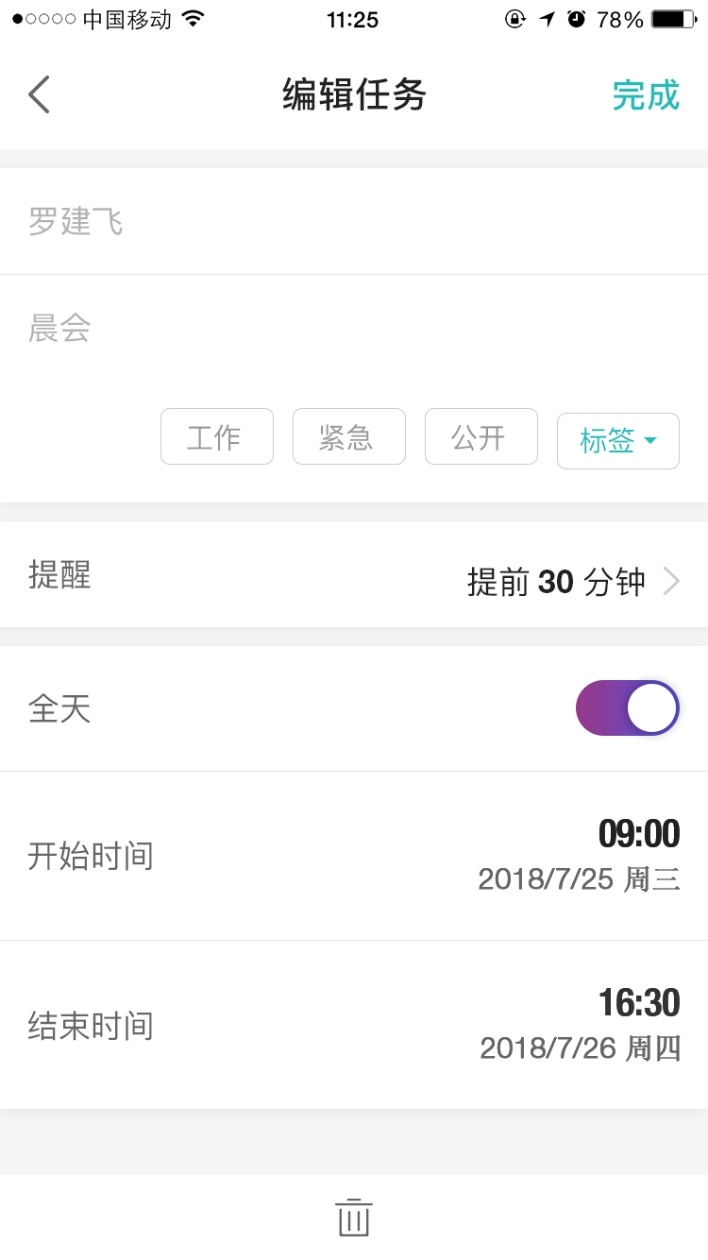 中国移动 11:25 78%
编辑任务 完成
罗建飞
晨会
工作 紧急 公开 标签
提醒 提前 30 分钟
全天
开始时间 09:00
2018/7/25 周三
结束时间 16:30
2018/7/26 周四